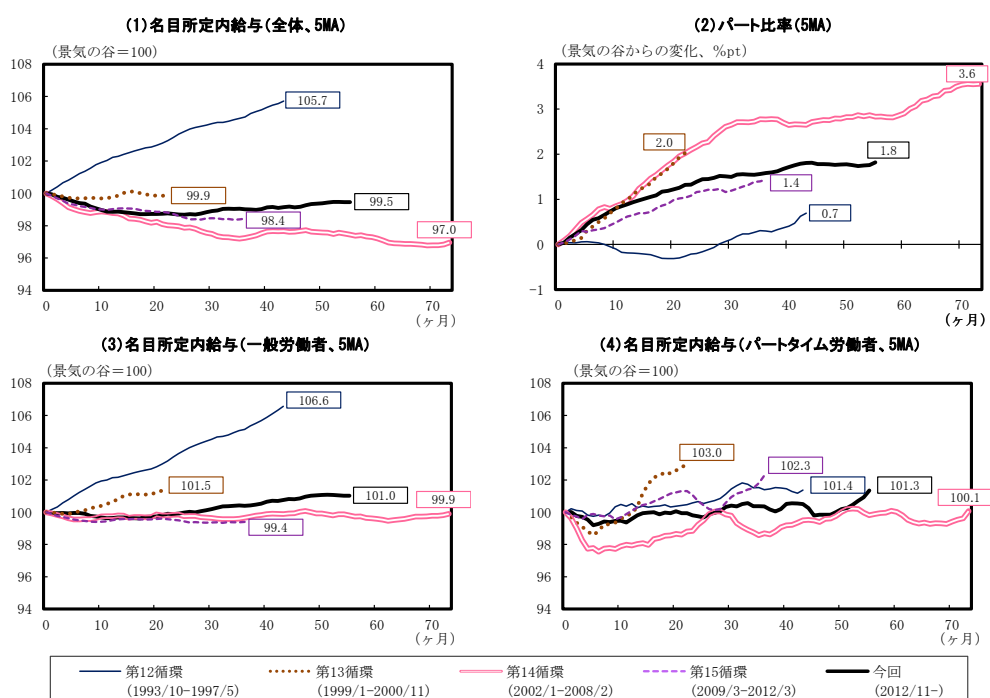 (1)名目所定内給与(全体、5MA)
(景気の谷=100)
108
106
104
102
100
98
96
94
105.7
99.9
98.4
99.5
97.0
0 10 20 30 40 50 60 70
(ヶ月)
(2)パート比率(5MA)
(景気の谷からの変化、%pt)
4
3
2
1
0
-1
3.6
2.0
1.8
1.4
0.7
0 10 20 30 40 50 60 70
(ヶ月)
(3)名目所定内給与(一般労働者、5MA)
(景気の谷=100)
108
106
104
102
100
98
96
94
106.6
101.5
101.0
99.9
99.4
0 10 20 30 40 50 60 70
(ヶ月)
(4)名目所定内給与(パートタイム労働者、5MA)
(景気の谷=100)
108
106
104
102
100
98
96
94
103.0
102.3
101.4
101.3
100.1
0 10 20 30 40 50 60 70
(ヶ月)
第12循環 第13循環 第14循環 第15循環 今回
(1993/10-1997/5) (1999/1-2000/11) (2002/1-2008/2) (2009/3-2012/3) (2012/11-)